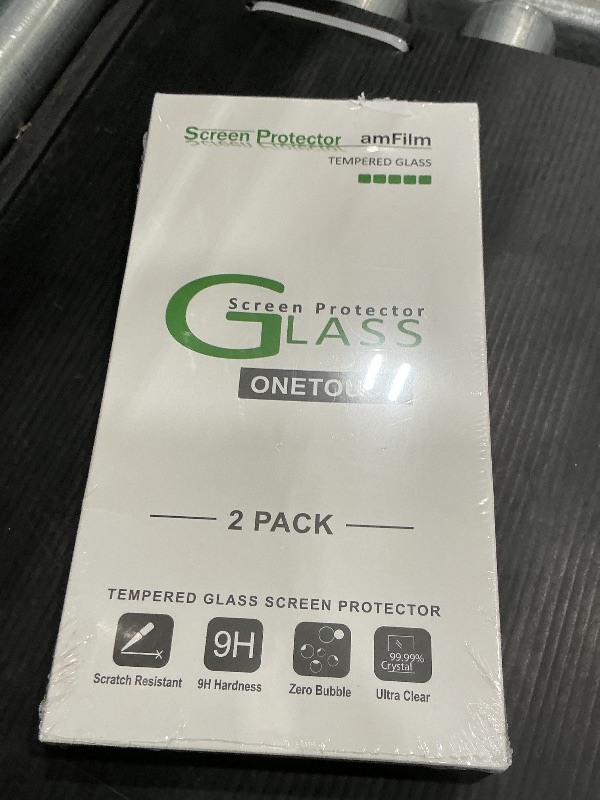 Screen Protector amFilm
TEMPERED GLASS
Screen Protector
GLASS
2 PACK
TEMPERED GLASS SCREEN PROTECTOR
9H
99.99%
Crystal
Scratch Resistant 9H Hardness Zero Bubble Ultra Clear